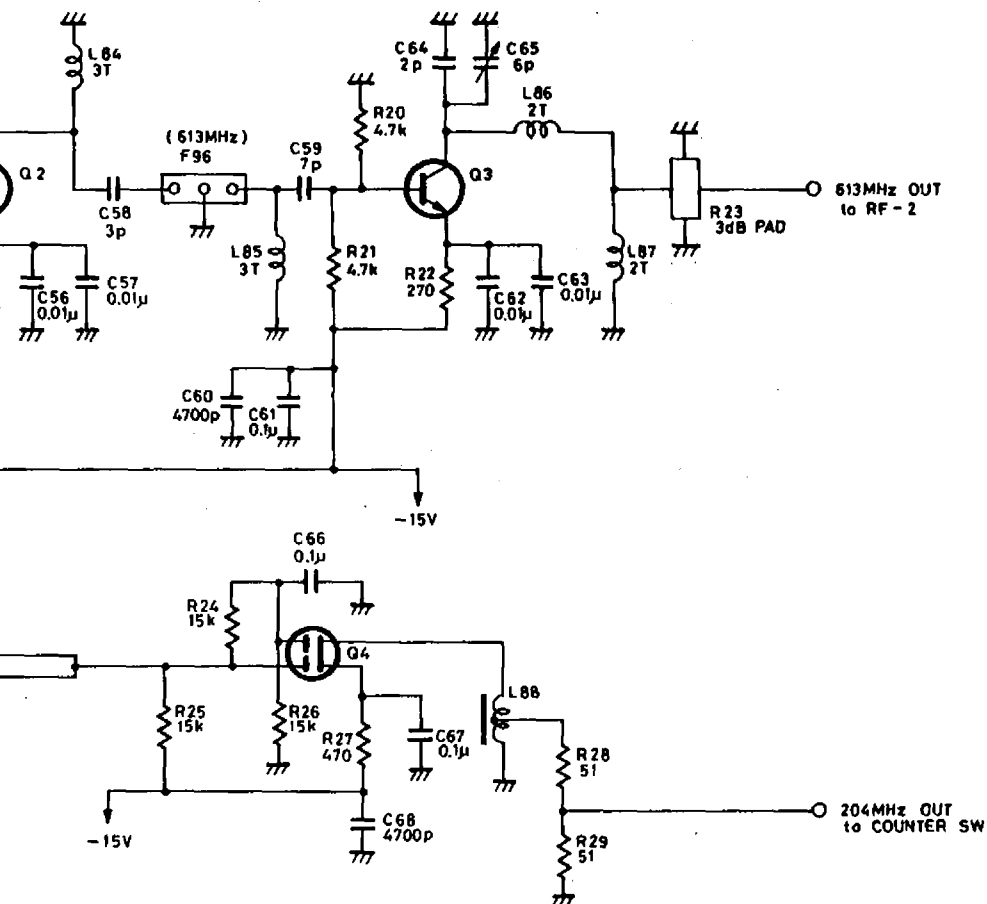 L84
3T
Q2
C58
3p
(613MHz)
F96
C59
7p
R20
4.7k
C64
2p
C65
6p
L86
2T
Q3
R23
3dB PAD
613MHz OUT
to RF-2
C56
0.01µ
C57
0.01µ
L85
3T
R21
4.7k
R22
270
C62
0.01µ
C63
0.01µ
L87
2T
C60
4700p
C61
0.1µ
-15V
C66
0.1µ
R24
15k
Q4
R25
15k
R26
15k
R27
470
C67
0.1µ
L88
R28
51
-15V
C68
4700p
204MHz OUT
to COUNTER SW
R29
51